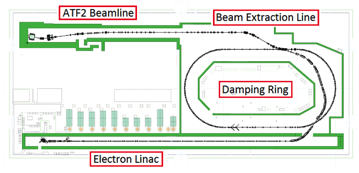 ATF2 Beamline
Beam Extraction Line
Damping Ring
Electron Linac